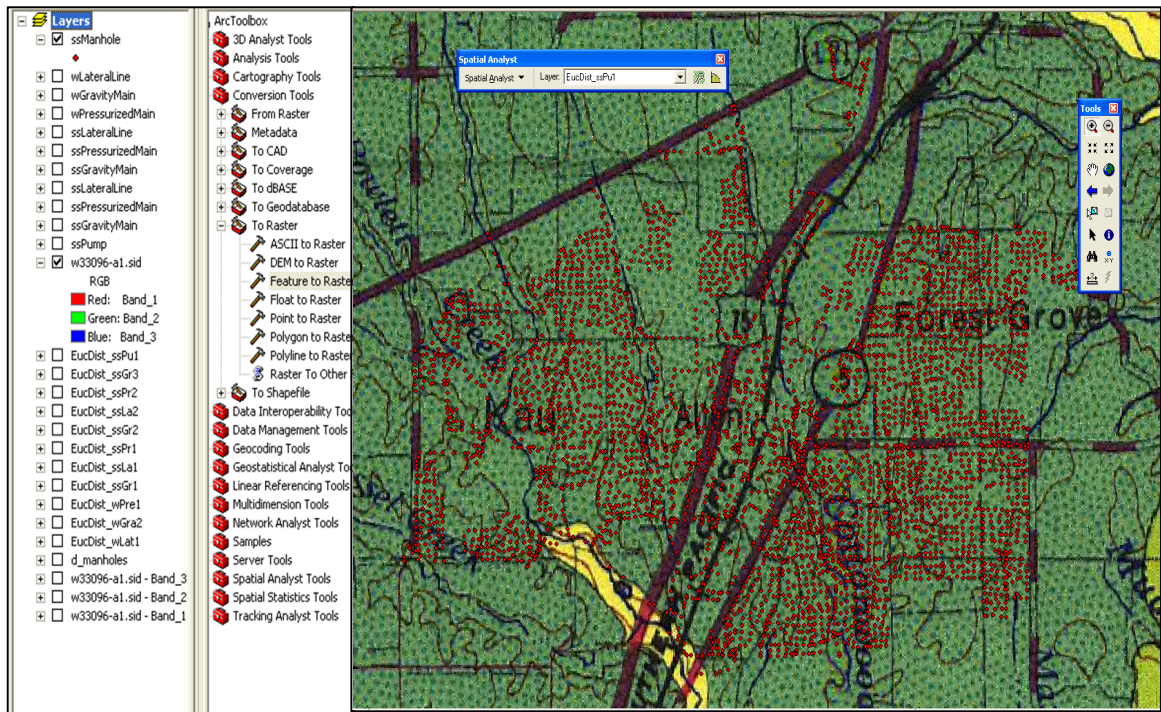 Layers
ssManhole
wLateralLine
wGravityMain
wPressurizedMain
ssLateralLine
ssPressurizedMain
ssGravityMain
ssLateralLine
ssPressurizedMain
ssGravityMain
ssPump
w33096-a1.sid
RGB
Red: Band_1
Green: Band_2
Blue: Band_3
EucDist_ssPu1
EucDist_ssGr3
EucDist_ssPr2
EucDist_ssLa2
EucDist_ssGr2
EucDist_ssPr1
EucDist_ssLa1
EucDist_ssGr1
EucDist_wPre1
EucDist_wGra2
EucDist_wLat1
d_manholes
w33096-a1.sid - Band_3
w33096-a1.sid - Band_2
w33096-a1.sid - Band_1
ArcToolbox
3D Analyst Tools
Analysis Tools
Cartography Tools
Conversion Tools
From Raster
Metadata
To CAD
To Coverage
To dBASE
To Geodatabase
To Raster
ASCII to Raster
DEM to Raster
Feature to Raste
Float to Raster
Point to Raster
Polygon to Raster
Polyline to Raster
Raster To Other
To Shapefile
Data Interoperability Too
Data Management Tools
Geocoding Tools
Geostatistical Analyst To
Linear Referencing Tools
Multidimension Tools
Network Analyst Tools
Samples
Server Tools
Spatial Analyst Tools
Spatial Statistics Tools
Tracking Analyst Tools
Spatial Analyst
Spatial Analyst Layer: EucDist_ssPu1
Tools
XY
75
Forest Grove
5
Creek